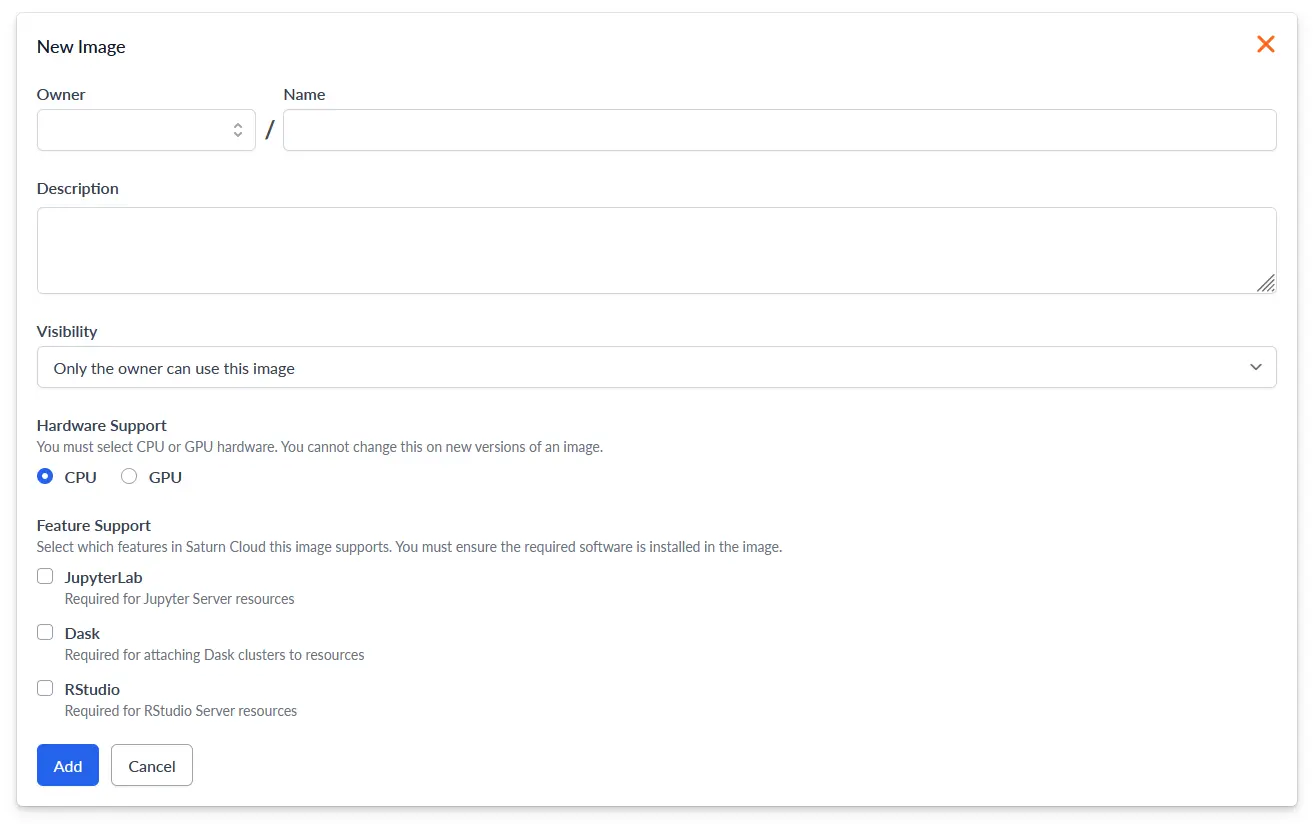 New Image
Owner
Name
/
Description
Visibility
Only the owner can use this image
Hardware Support
You must select CPU or GPU hardware. You cannot change this on new versions of an image.
CPU GPU
Feature Support
Select which features in Saturn Cloud this image supports. You must ensure the required software is installed in the image.
JupyterLab
Required for Jupyter Server resources
Dask
Required for attaching Dask clusters to resources
RStudio
Required for RStudio Server resources
Add Cancel